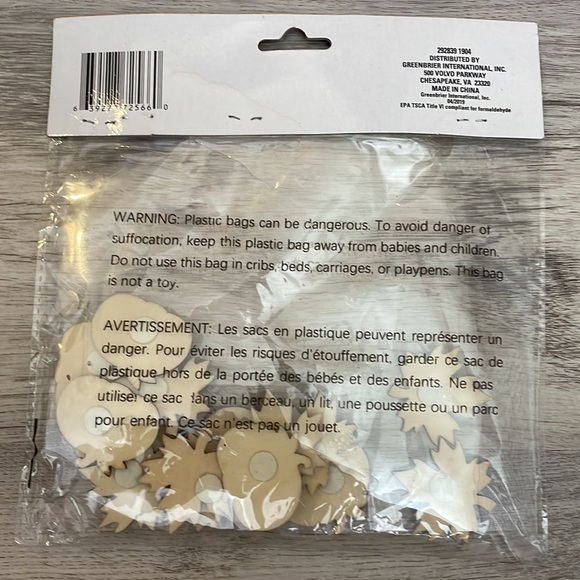 292839 1904
DISTRIBUTED BY
GREENBRIER INTERNATIONAL, INC.
500 VOLVO PARKWAY
CHESAPEAKE, VA 23320
MADE IN CHINA
Greenbrier International, Inc.
04/2019
EPA TSCA Title VI compliant for formaldehyde
WARNING: Plastic bags can be dangerous. To avoid danger of
suffocation, keep this plastic bag away from babies and children.
Do not use this bag in cribs, beds, carriages, or playpens. This bag
is not a toy.
AVERTISSEMENT: Les sacs en plastique peuvent représenter un
danger. Pour éviter les risques d'étouffement, garder ce sac de
plastique hors de la portée des bébés et des enfants. Ne pas
utiliser ce sac dans un berceau, un lit, une poussette ou un parc
pour enfant. Ce sac n'est pas un jouet.